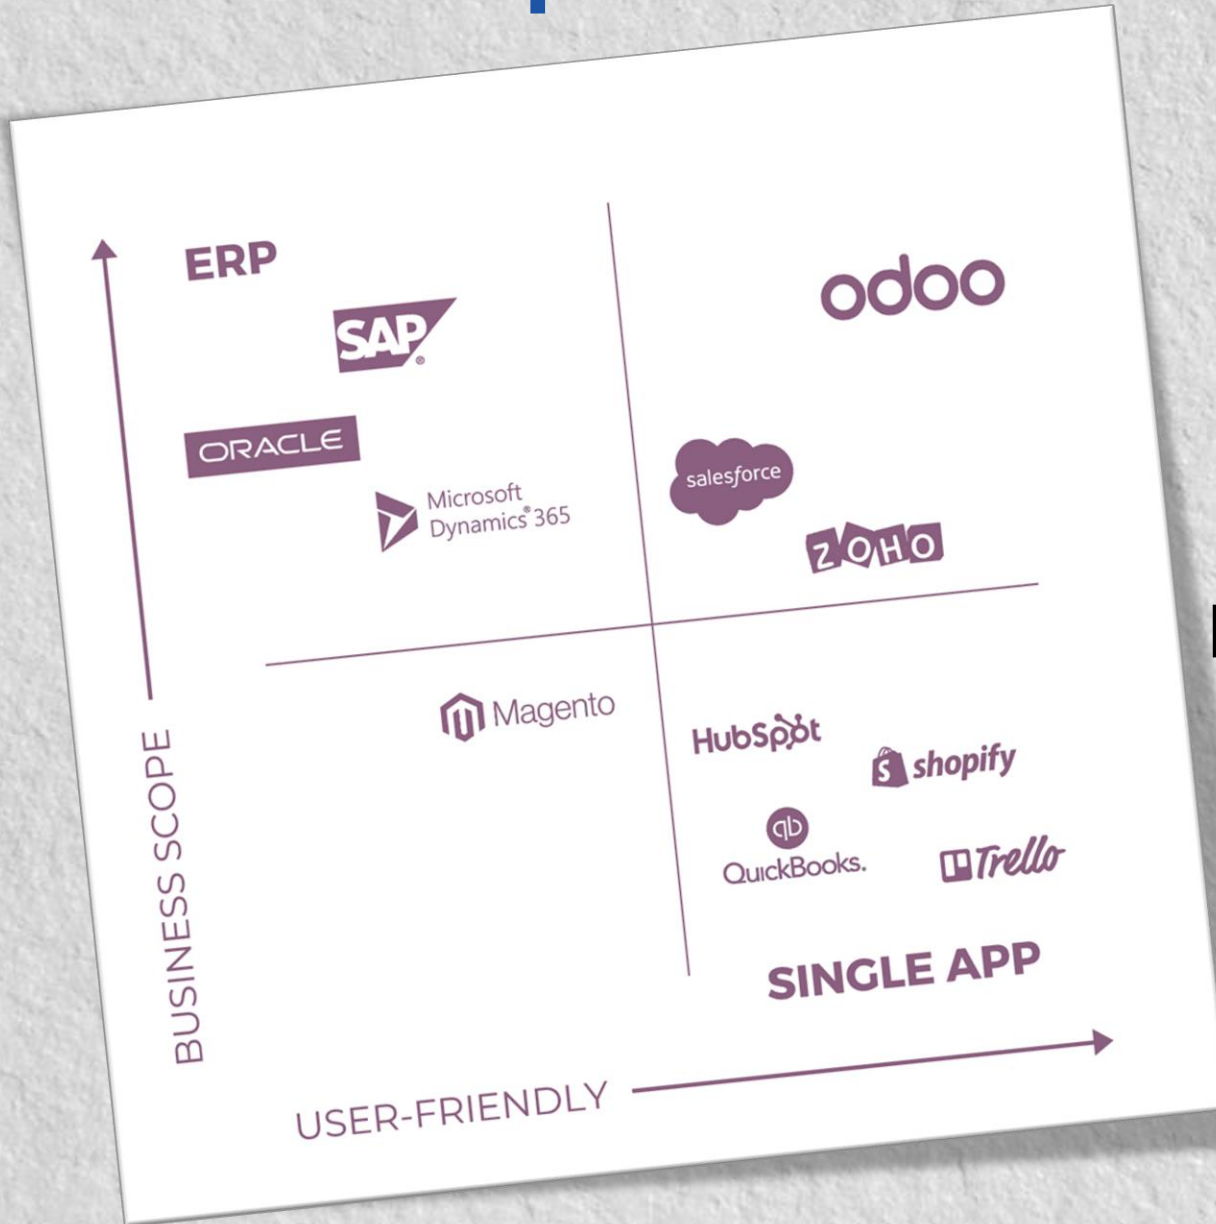 ERP
SAP®
odoo
ORACLE
salesforce
Microsoft
Dynamics® 365
ZOHO
Magento
HubSpot
shopify
qb
QuickBooks.
Trello
SINGLE APP
BUSINESS SCOPE
USER-FRIENDLY